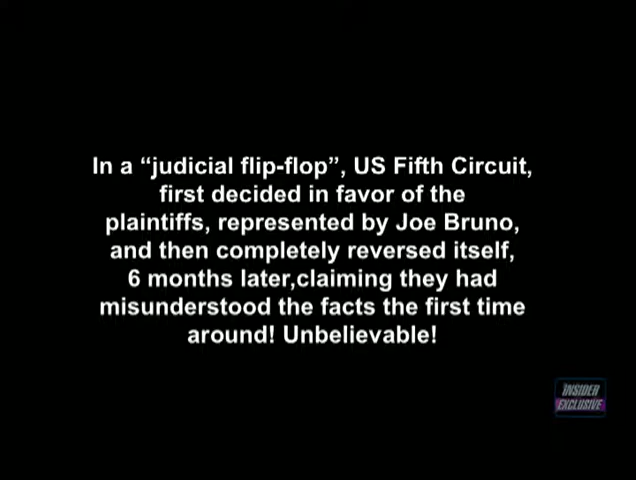 In a “judicial flip-flop”, US Fifth Circuit,
first decided in favor of the
plaintiffs, represented by Joe Bruno,
and then completely reversed itself,
6 months later,claiming they had
misunderstood the facts the first time
around! Unbelievable!
INSIDER
EXCLUSIVE